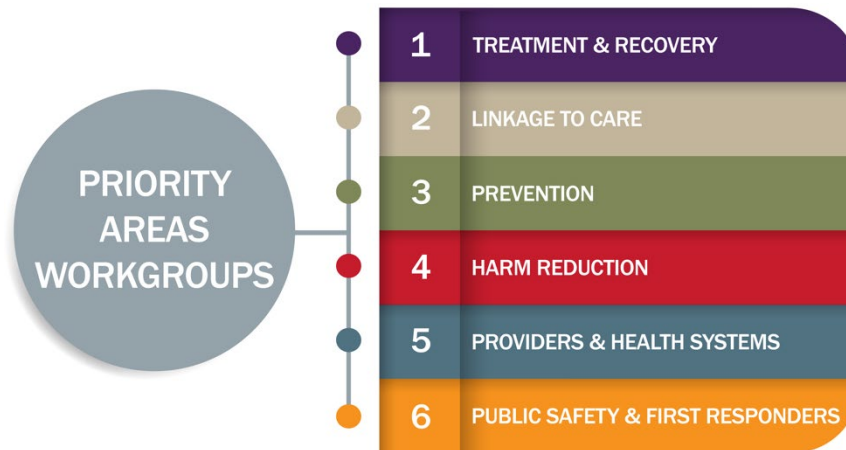 PRIORITY
AREAS
WORKGROUPS
1 TREATMENT & RECOVERY
2 LINKAGE TO CARE
3 PREVENTION
4 HARM REDUCTION
5 PROVIDERS & HEALTH SYSTEMS
6 PUBLIC SAFETY & FIRST RESPONDERS